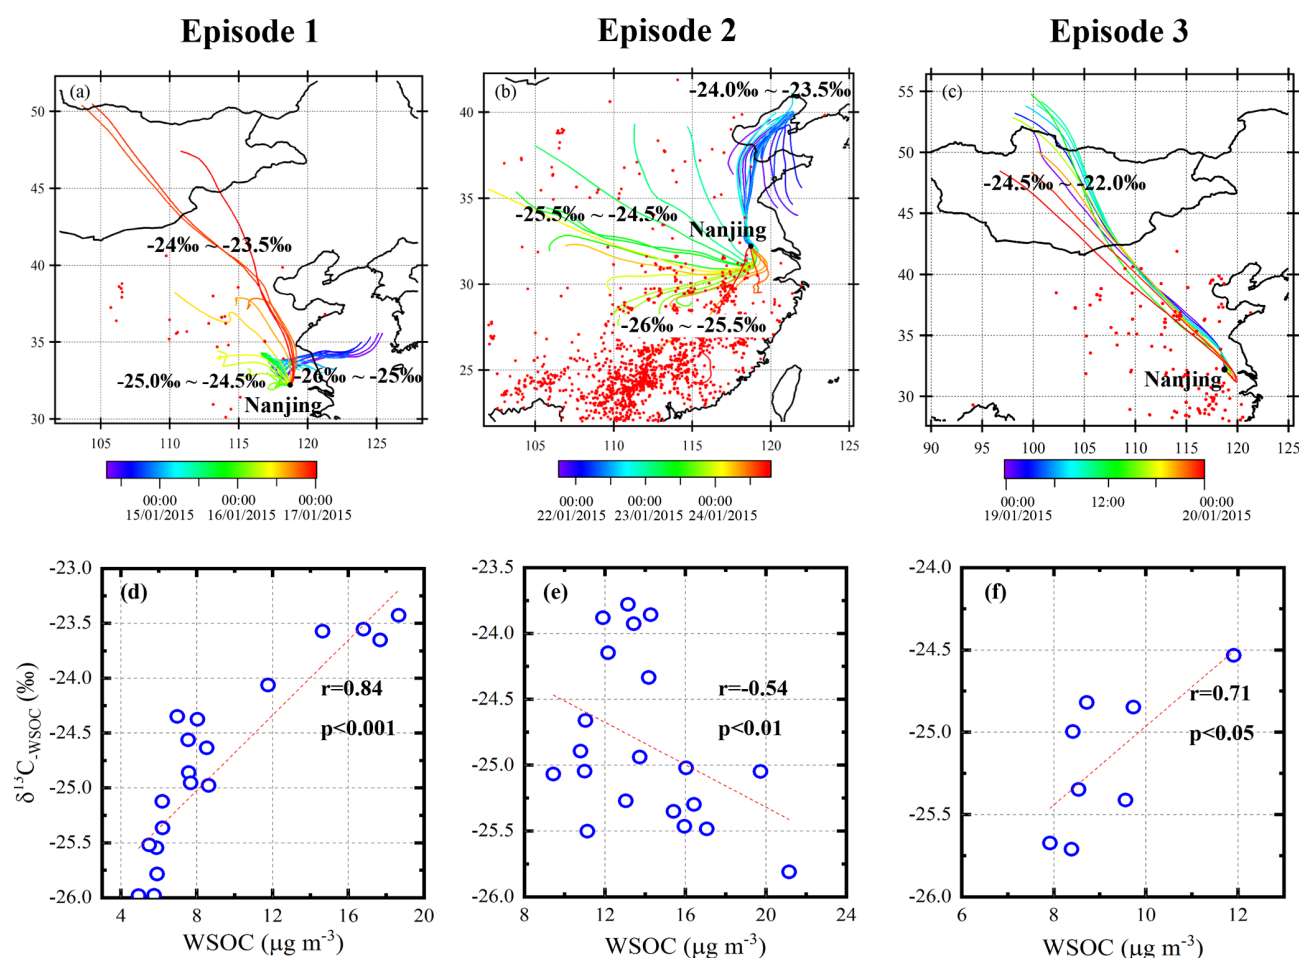 Episode 1
Episode 2
Episode 3
(a)
50
45
40
35
30
105
110
115
120
125
-24‰ ~ -23.5‰
-25.0‰ ~ -24.5‰
-26‰ ~ -25‰
Nanjing
00:00
15/01/2015
00:00
16/01/2015
00:00
17/01/2015
(b)
40
35
30
25
105
110
115
120
125
-24.0‰ ~ -23.5‰
-25.5‰ ~ -24.5‰
Nanjing
-26‰ ~ -25.5‰
00:00
22/01/2015
00:00
23/01/2015
00:00
24/01/2015
(c)
55
50
45
40
35
30
90
95
100
105
110
115
120
125
-24.5‰ ~ -22.0‰
Nanjing
00:00
19/01/2015
12:00
00:00
20/01/2015
(d)
-23.0
-23.5
-24.0
-24.5
-25.0
-25.5
-26.0
4
8
12
16
20
r=0.84
p<0.001
δ¹³C-WSOC (‰)
WSOC (μg m⁻³)
(e)
-23.5
-24.0
-24.5
-25.0
-25.5
-26.0
8
12
16
20
24
r=-0.54
p<0.01
WSOC (μg m⁻³)
(f)
-24.0
-24.5
-25.0
-25.5
-26.0
6
8
10
12
r=0.71
p<0.05
WSOC (μg m⁻³)